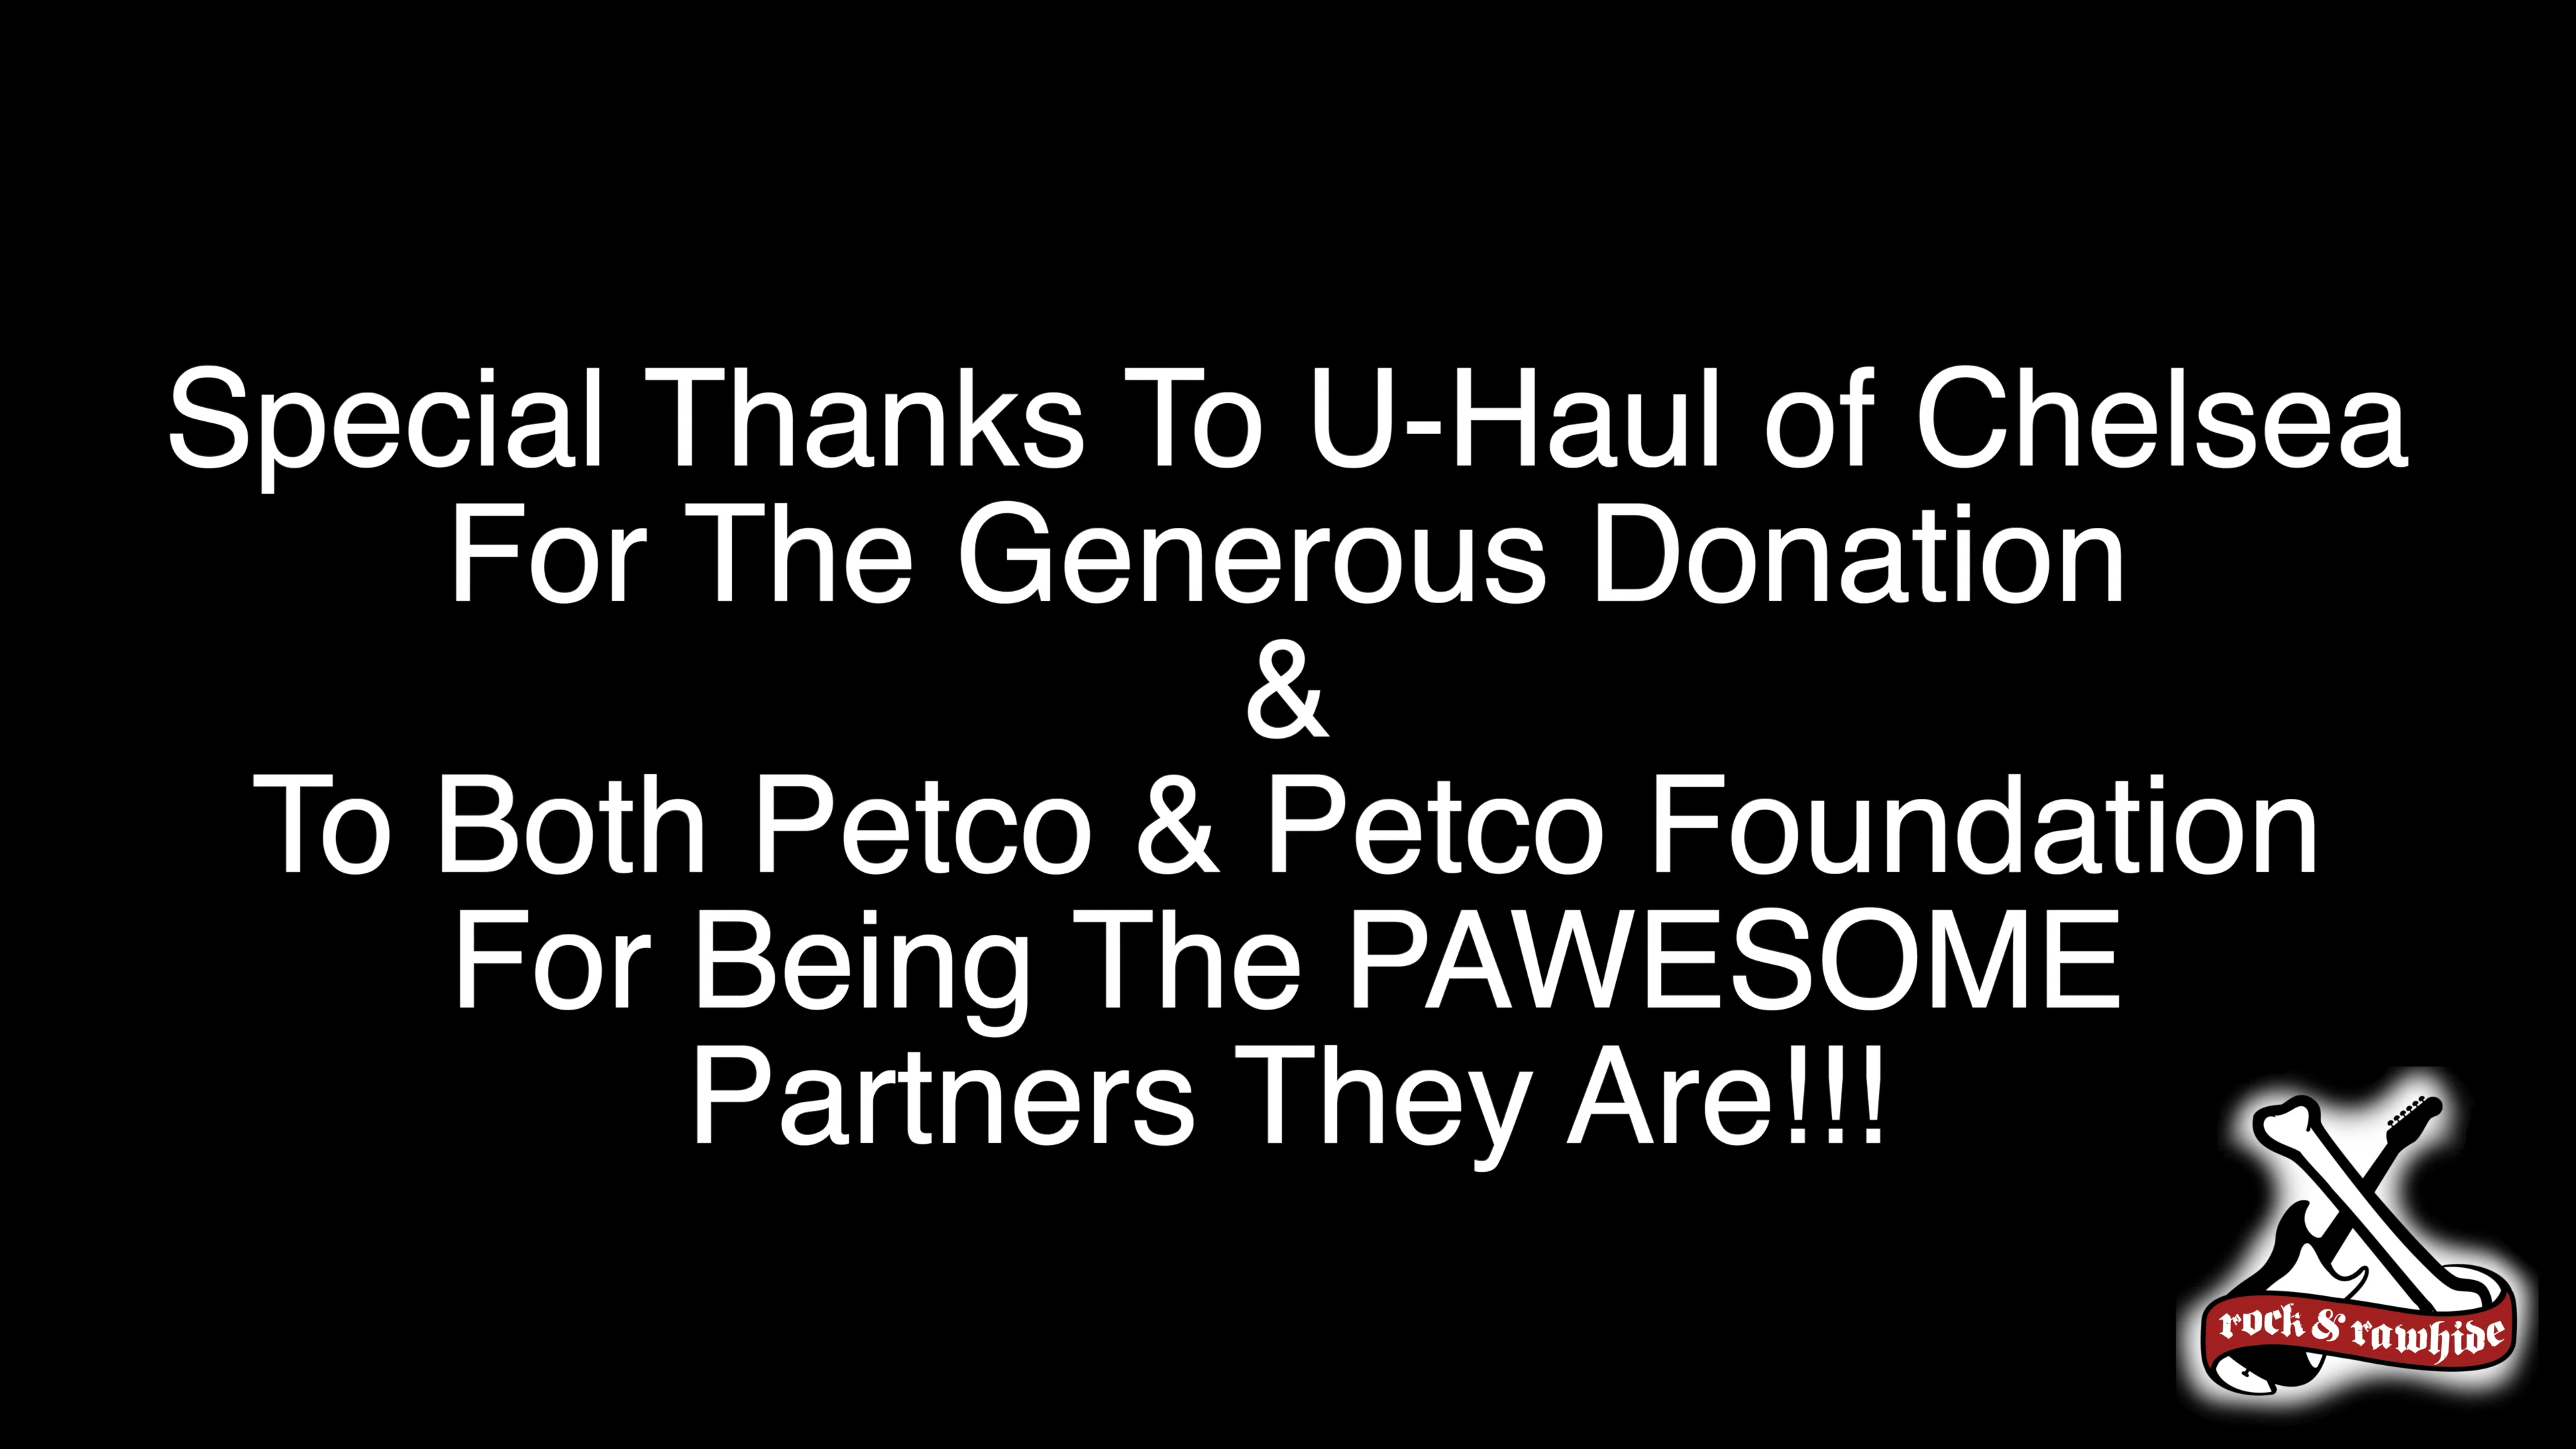 Special Thanks To U-Haul of Chelsea
For The Generous Donation
&
To Both Petco & Petco Foundation
For Being The PAWESOME
Partners They Are!!!
rock & rawhide